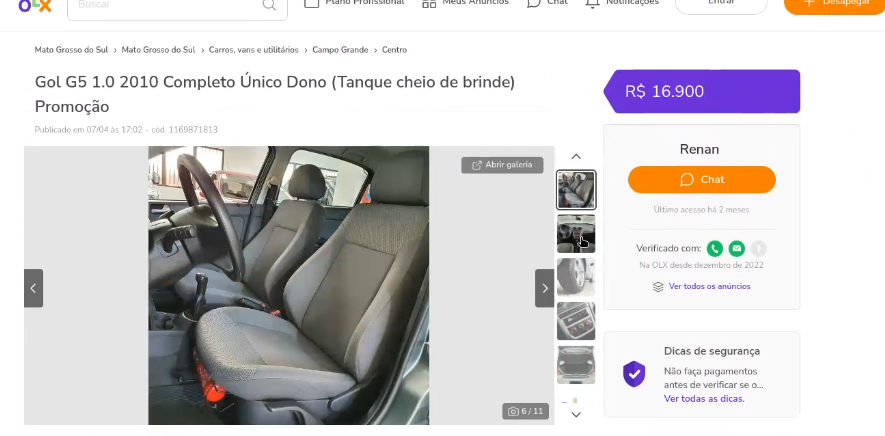 OLX
Buscar
Plano Profissional
Meus Anúncios
Chat
Notificações
Entrar
Desapegar
Mato Grosso do Sul > Mato Grosso do Sul > Carros, vans e utilitários > Campo Grande > Centro
Gol G5 1.0 2010 Completo Único Dono (Tanque cheio de brinde)
Promoção
Publicado em 07/04 às 17:02 - cód. 1169871813
Abrir galeria
6 / 11
R$ 16.900
Renan
Chat
Último acesso há 2 meses
Verificado com:
Na OLX desde dezembro de 2022
Ver todos os anúncios
Dicas de segurança
Não faça pagamentos
antes de verificar se o...
Ver todas as dicas.